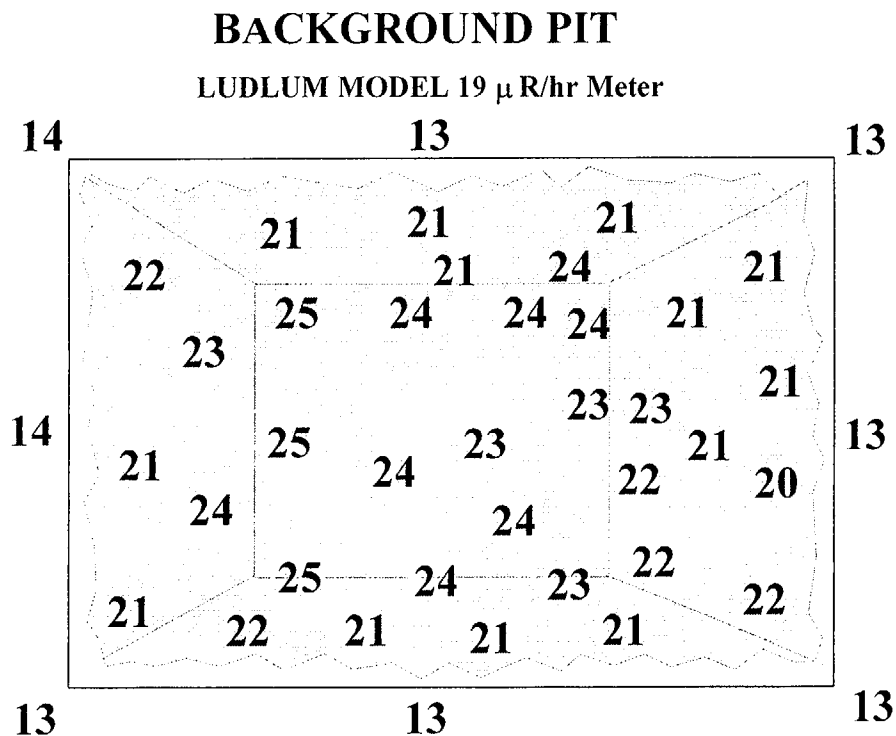 BACKGROUND PIT
LUDLUM MODEL 19 μ R/hr Meter
14 13 13
21 21 21
22 21 24 21
25 24 24 24 21
23
21
23 23
14 25 23 21 13
21 24 22 20
24 24
25 24 23 22
21 22 21 21 21 22
13 13 13